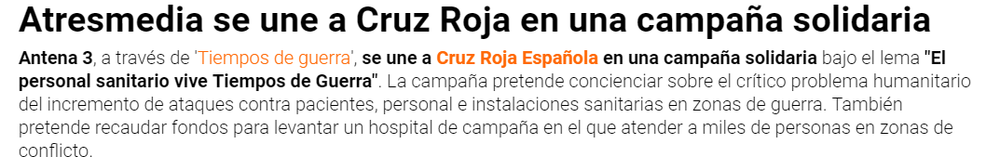 Atresmedia se une a Cruz Roja en una campaña solidaria
Antena 3, a través de 'Tiempos de guerra', se une a Cruz Roja Española en una campaña solidaria bajo el lema "El
personal sanitario vive Tiempos de Guerra". La campaña pretende concienciar sobre el crítico problema humanitario
del incremento de ataques contra pacientes, personal e instalaciones sanitarias en zonas de guerra. También
pretende recaudar fondos para levantar un hospital de campaña en el que atender a miles de personas en zonas de
conflicto.